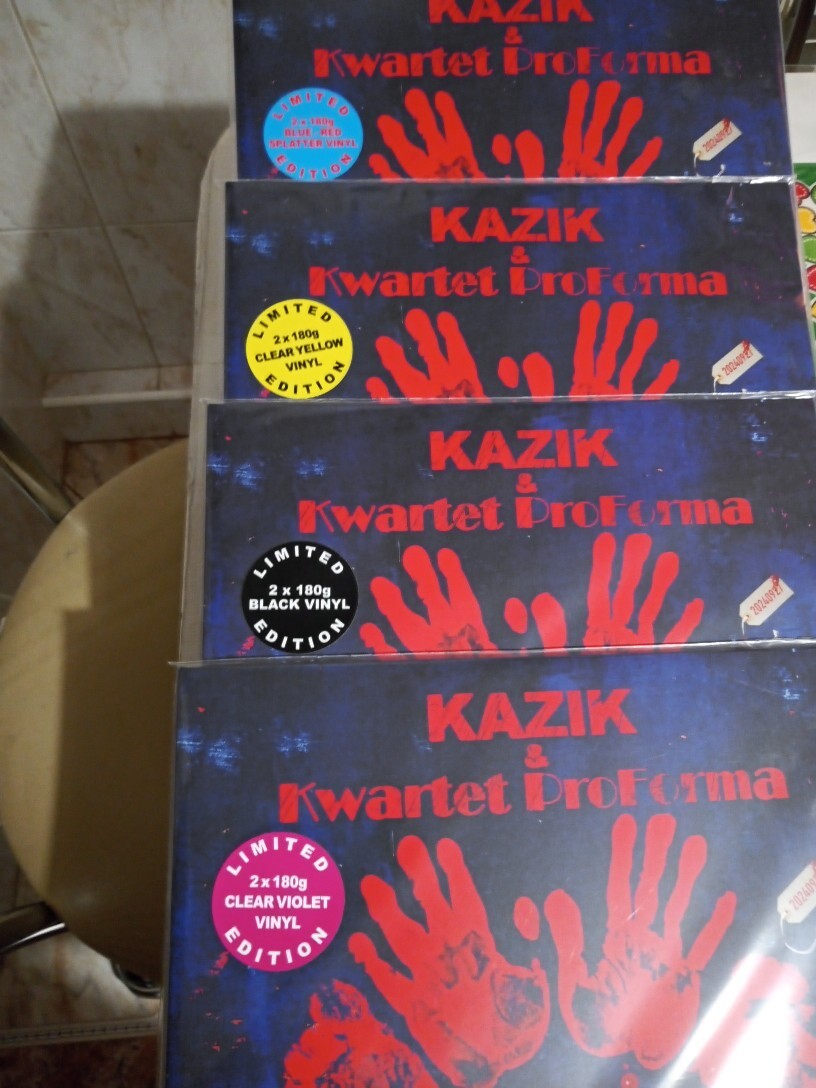 KAZIK
&
Kwartet ProForma
LIMITED
2 x 180g
BLUE - RED
SPLATTER VINYL
EDITION
KAZIK
&
Kwartet ProForma
LIMITED
2 x 180g
CLEAR YELLOW
VINYL
EDITION
KAZIK
&
Kwartet ProForma
LIMITED
2 x 180g
BLACK VINYL
EDITION
KAZIK
&
Kwartet ProForma
LIMITED
2 x 180g
CLEAR VIOLET
VINYL
EDITION